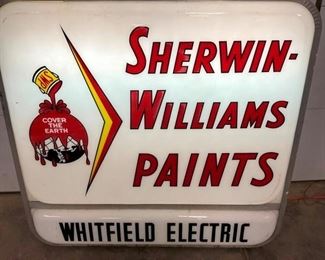 SHERWIN-
WILLIAMS
PAINTS
COVER
THE
EARTH
WHITFIELD ELECTRIC